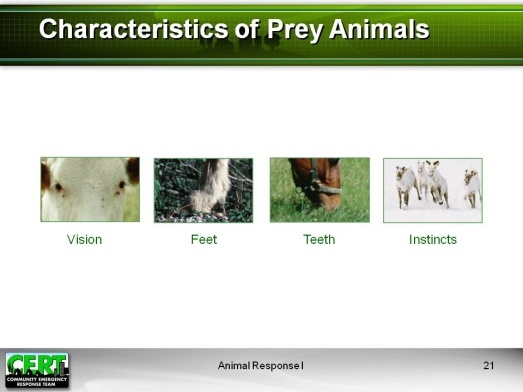 Characteristics of Prey Animals
Vision
Feet
Teeth
Instincts
CERT
COMMUNITY EMERGENCY
RESPONSE TEAM
Animal Response I
21